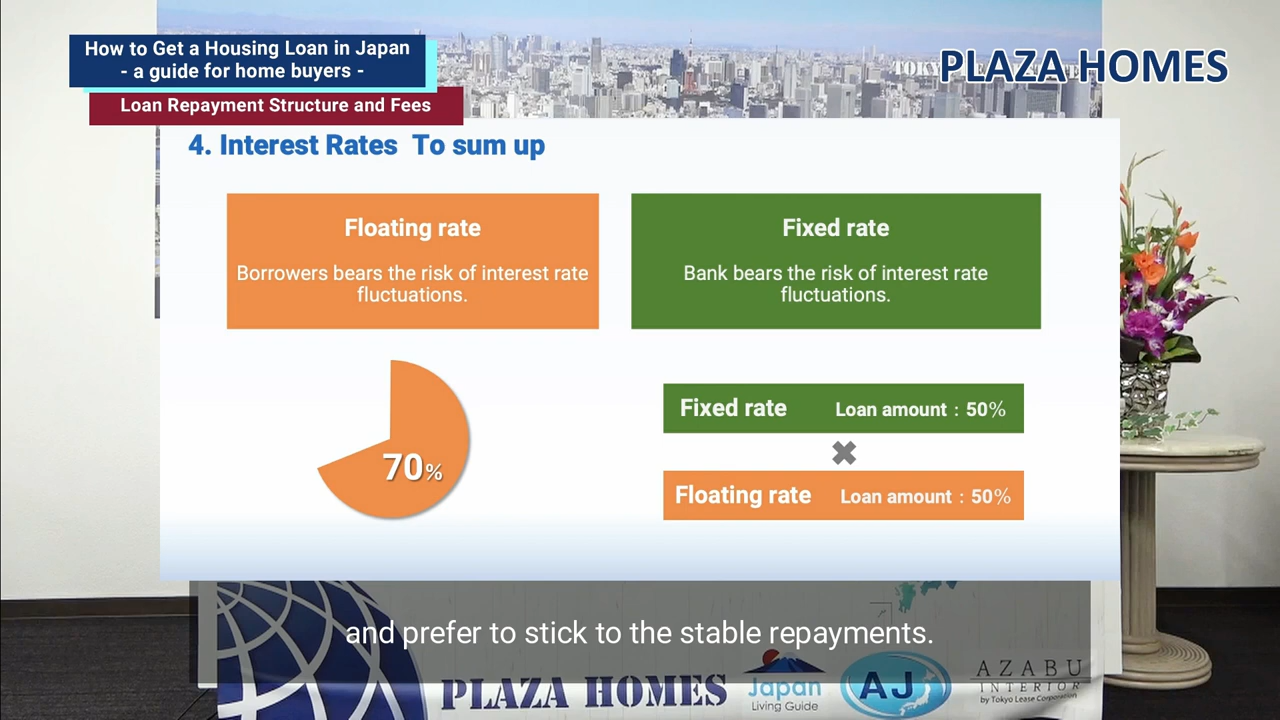 How to Get a Housing Loan in Japan
- a guide for home buyers -
Loan Repayment Structure and Fees
PLAZA HOMES
4. Interest Rates To sum up
Floating rate
Borrowers bears the risk of interest rate
fluctuations.
Fixed rate
Bank bears the risk of interest rate
fluctuations.
70%
Fixed rate Loan amount : 50%
Floating rate Loan amount : 50%
and prefer to stick to the stable repayments.
PLAZA HOMES
Japan
Living Guide
AJ
AZABU
INTERIOR
by Tokyo Lease Corporation